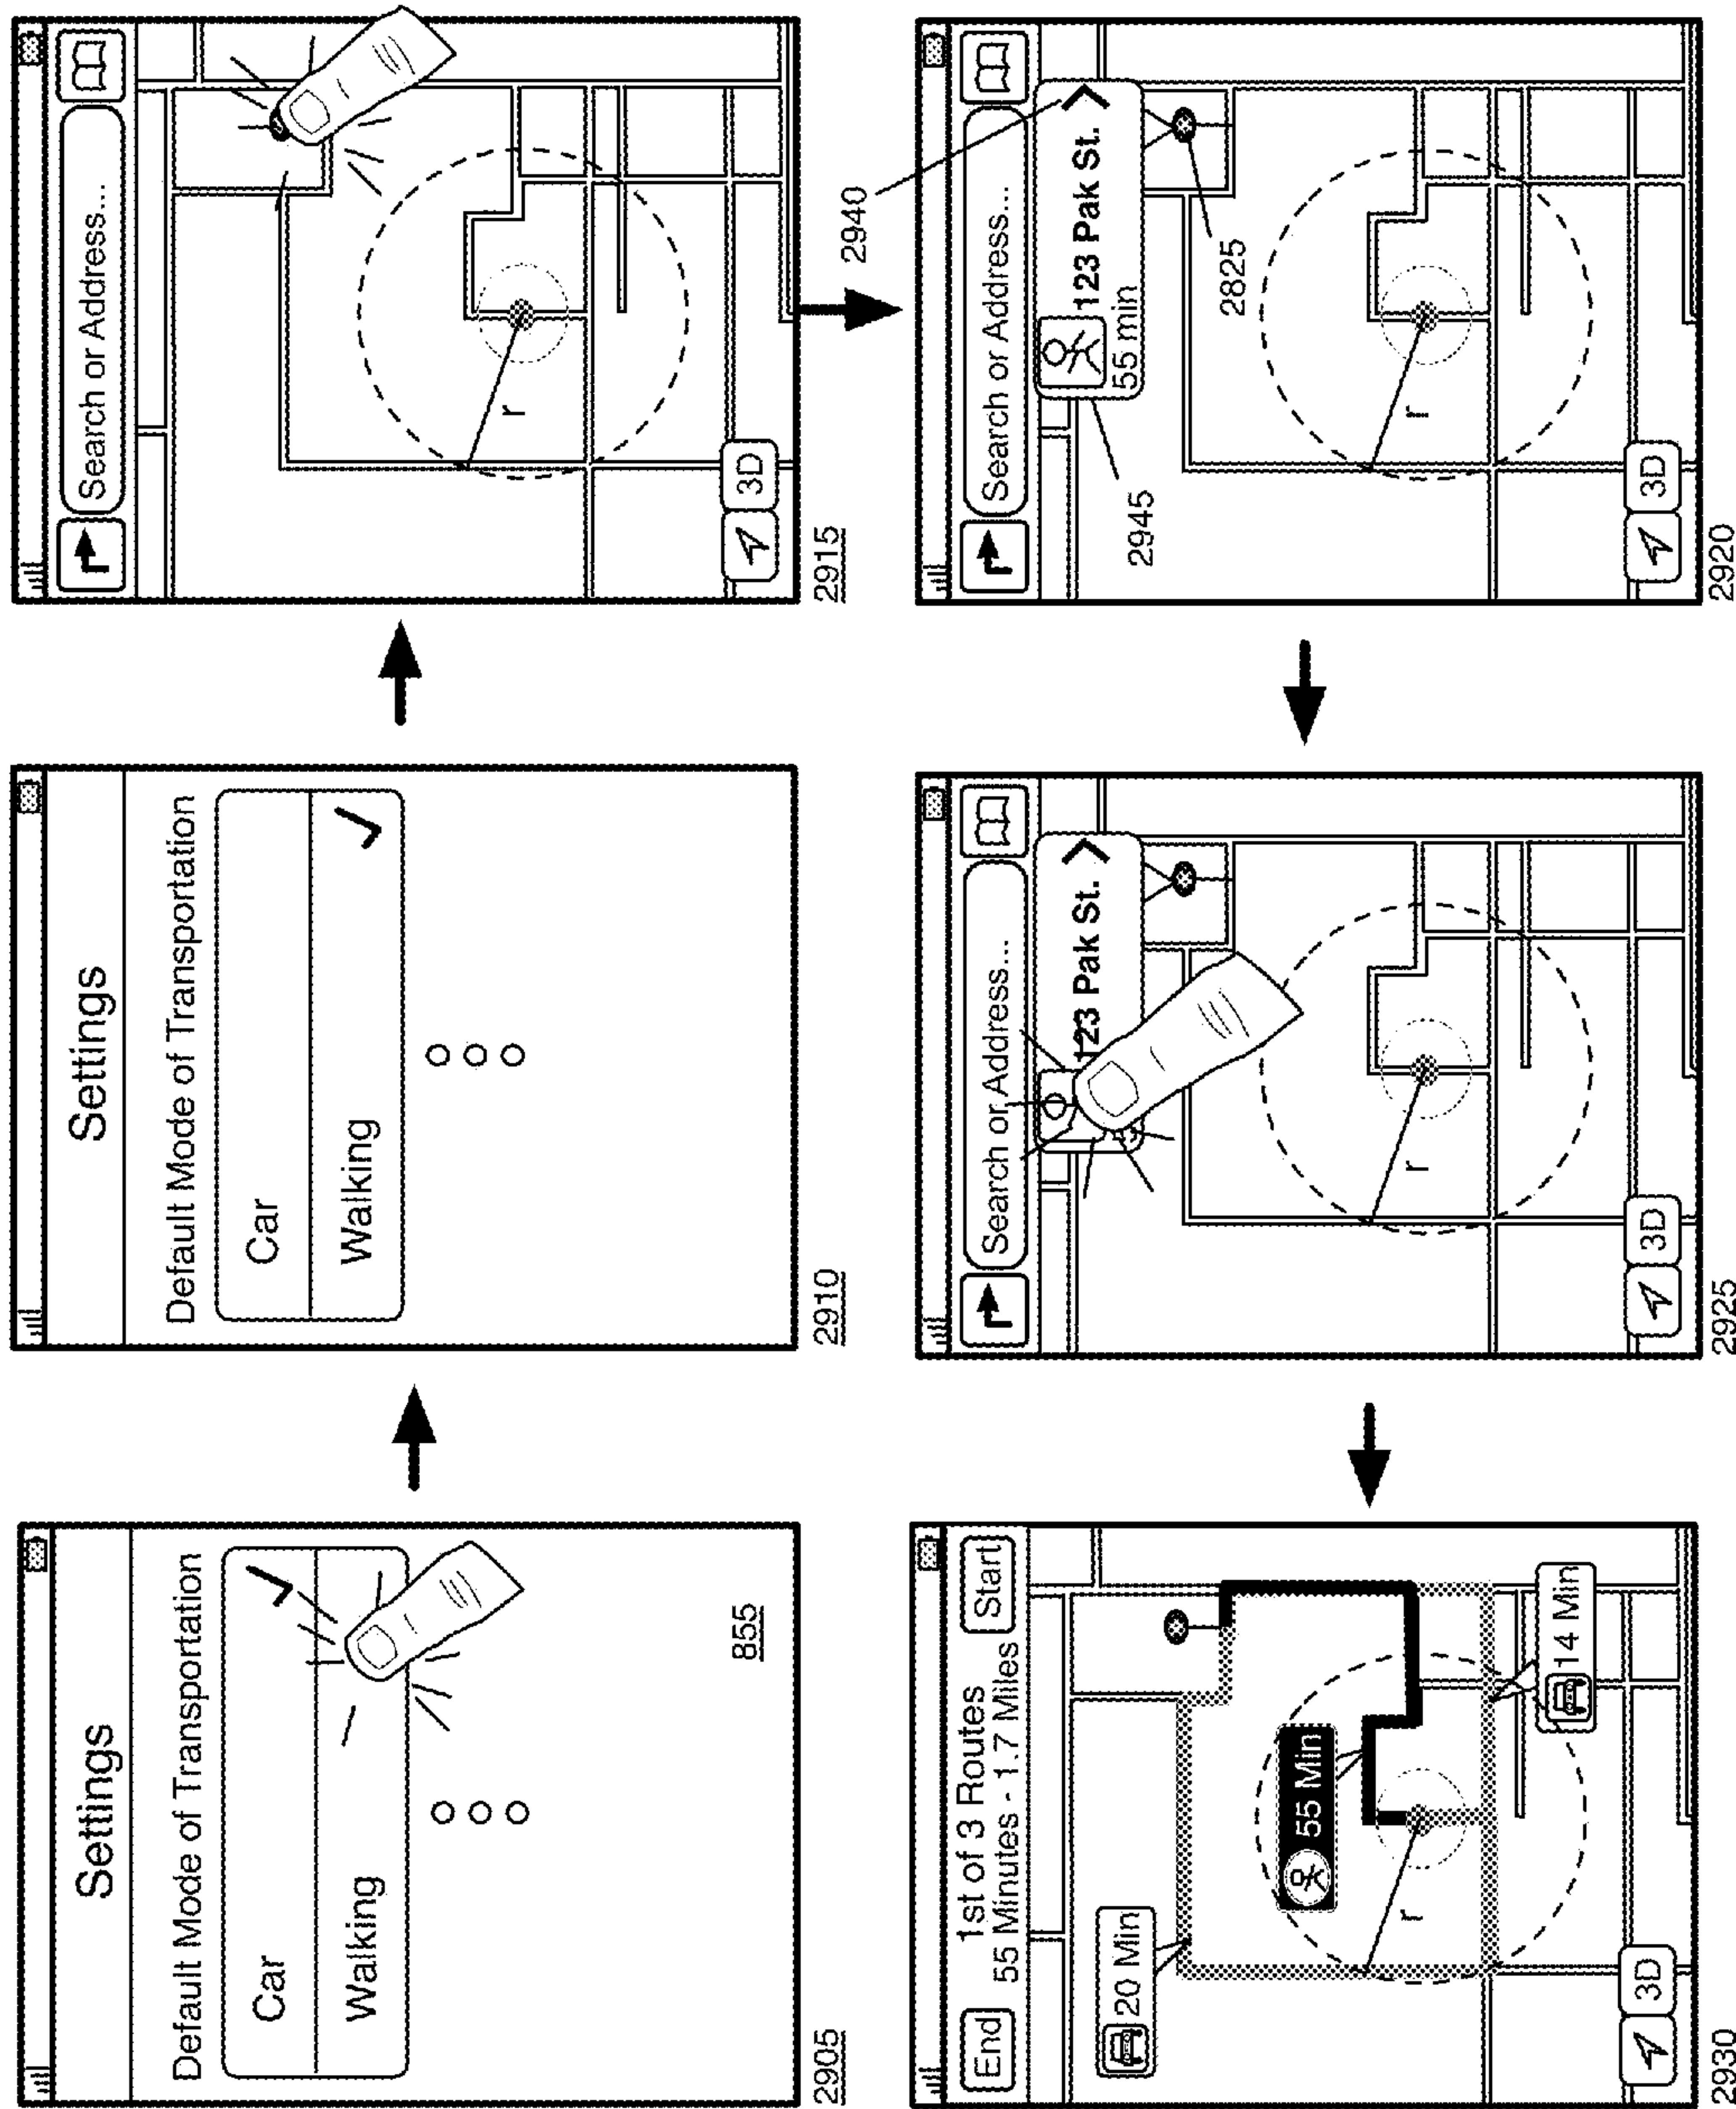 Settings
Default Mode of Transportation
Car
Walking
855
2905
Settings
Default Mode of Transportation
Car
Walking
2910
Search or Address...
r
3D
2915
Search or Address...
2940
123 Pak St.
55 min
2945
2825
r
3D
2920
Search or Address...
123 Pak St.
r
3D
2925
End
1st of 3 Routes
Start
55 Minutes - 1.7 Miles
20 Min
55 Min
r
14 Min
3D
2930